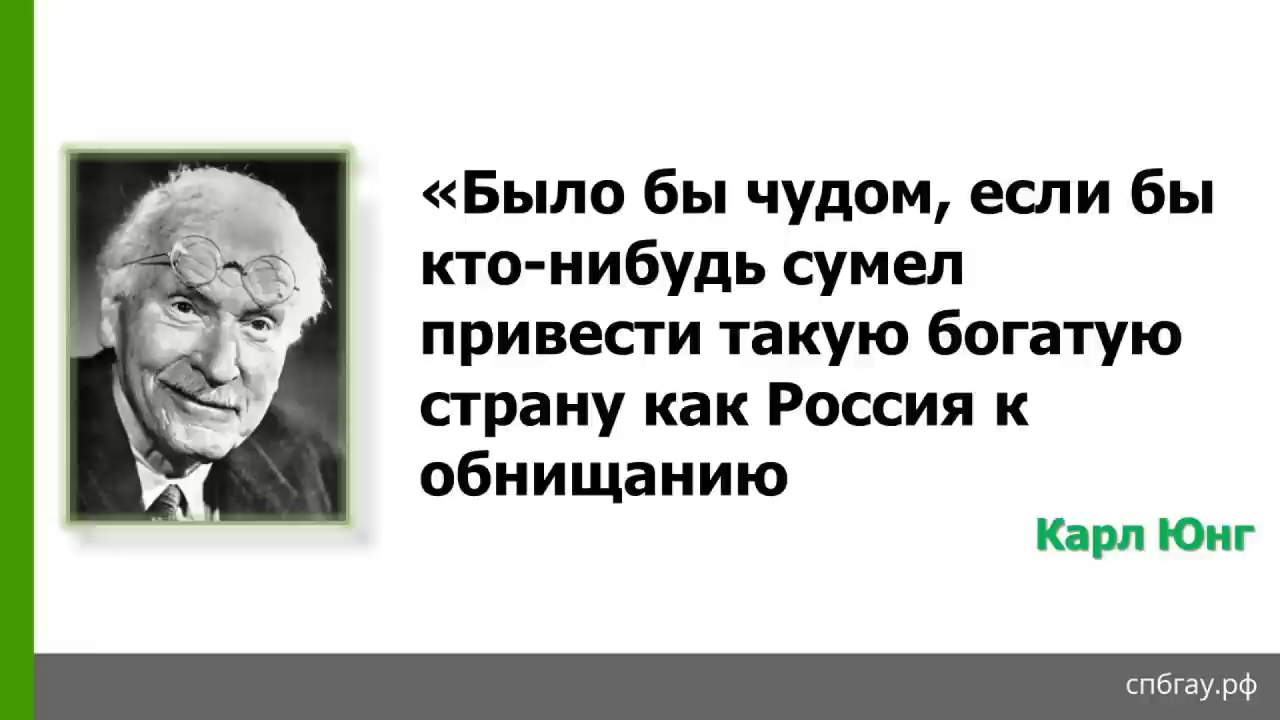 «Было бы чудом, если бы
кто-нибудь сумел
привести такую богатую
страну как Россия к
обнищанию
Карл Юнг
спбгау.рф